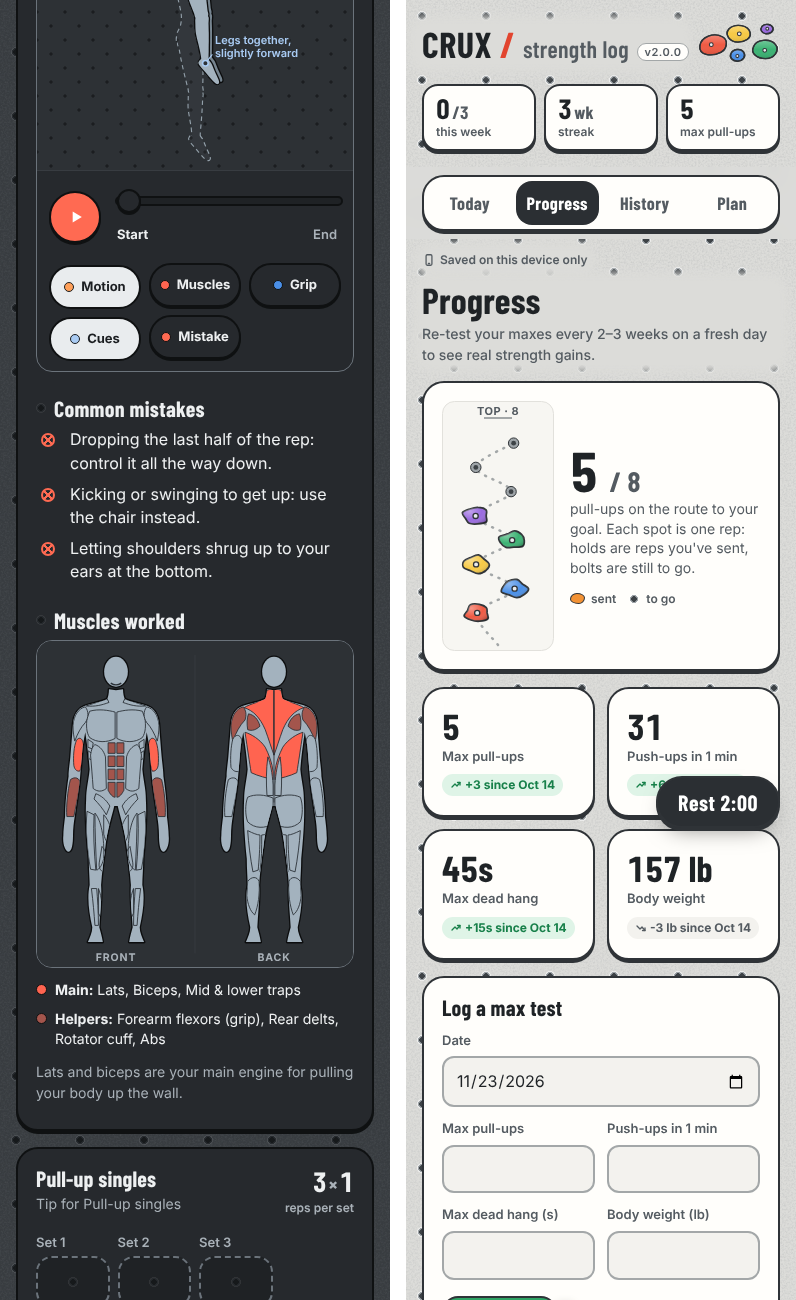 Legs together,
slightly forward
Start
End
Motion
Muscles
Grip
Cues
Mistake
Common mistakes
Dropping the last half of the rep:
control it all the way down.
Kicking or swinging to get up: use
the chair instead.
Letting shoulders shrug up to your
ears at the bottom.
Muscles worked
FRONT
BACK
Main: Lats, Biceps, Mid & lower traps
Helpers: Forearm flexors (grip), Rear delts,
Rotator cuff, Abs
Lats and biceps are your main engine for pulling
your body up the wall.
Pull-up singles
3×1
Tip for Pull-up singles
reps per set
Set 1
Set 2
Set 3
CRUX / strength log v2.0.0
0/3
this week
3 wk
streak
5
max pull-ups
Today
Progress
History
Plan
Saved on this device only
Progress
Re-test your maxes every 2–3 weeks on a fresh day
to see real strength gains.
TOP · 8
5 / 8
pull-ups on the route to your
goal. Each spot is one rep:
holds are reps you've sent,
bolts are still to go.
sent
to go
5
Max pull-ups
+3 since Oct 14
31
Push-ups in 1 min
Rest 2:00
45s
Max dead hang
+15s since Oct 14
157 lb
Body weight
-3 lb since Oct 14
Log a max test
Date
11/23/2026
Max pull-ups
Push-ups in 1 min
Max dead hang (s)
Body weight (lb)